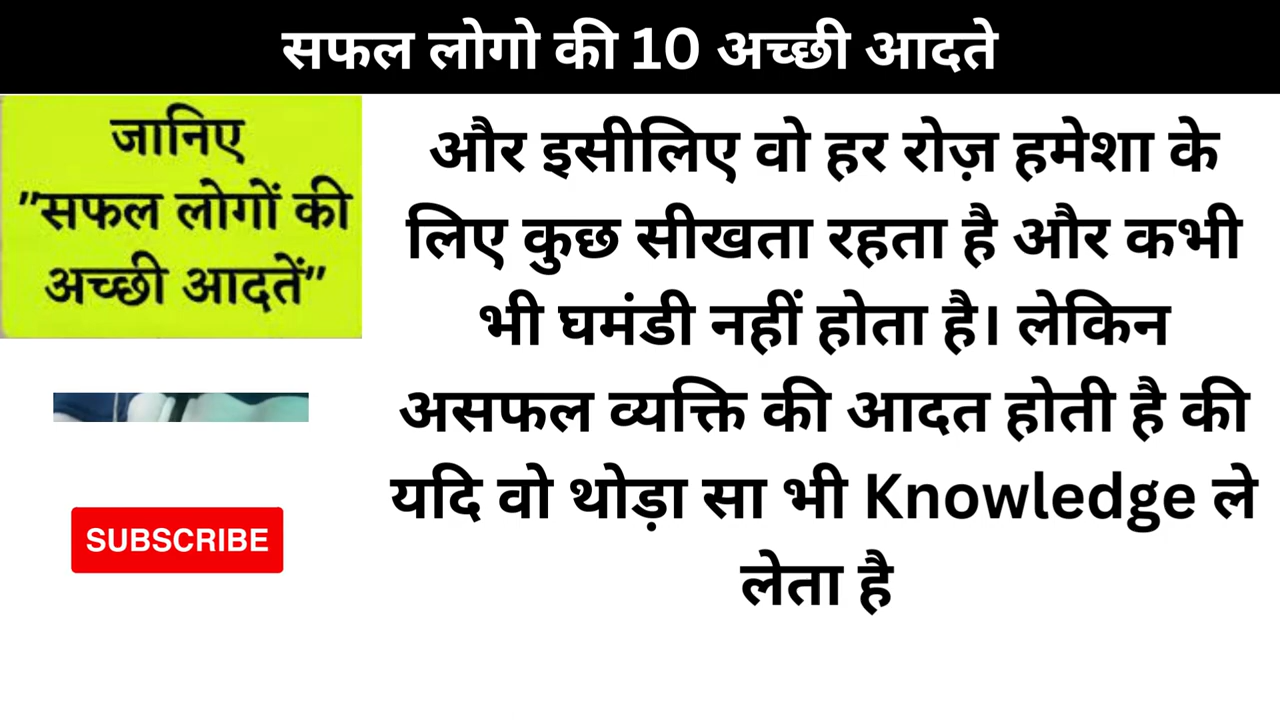 सफल लोगो की 10 अच्छी आदते
जानिए
"सफल लोगों की
अच्छी आदतें"
और इसीलिए वो हर रोज़ हमेशा के
लिए कुछ सीखता रहता है और कभी
भी घमंडी नहीं होता है। लेकिन
असफल व्यक्ति की आदत होती है की
यदि वो थोड़ा सा भी Knowledge ले
लेता है
SUBSCRIBE